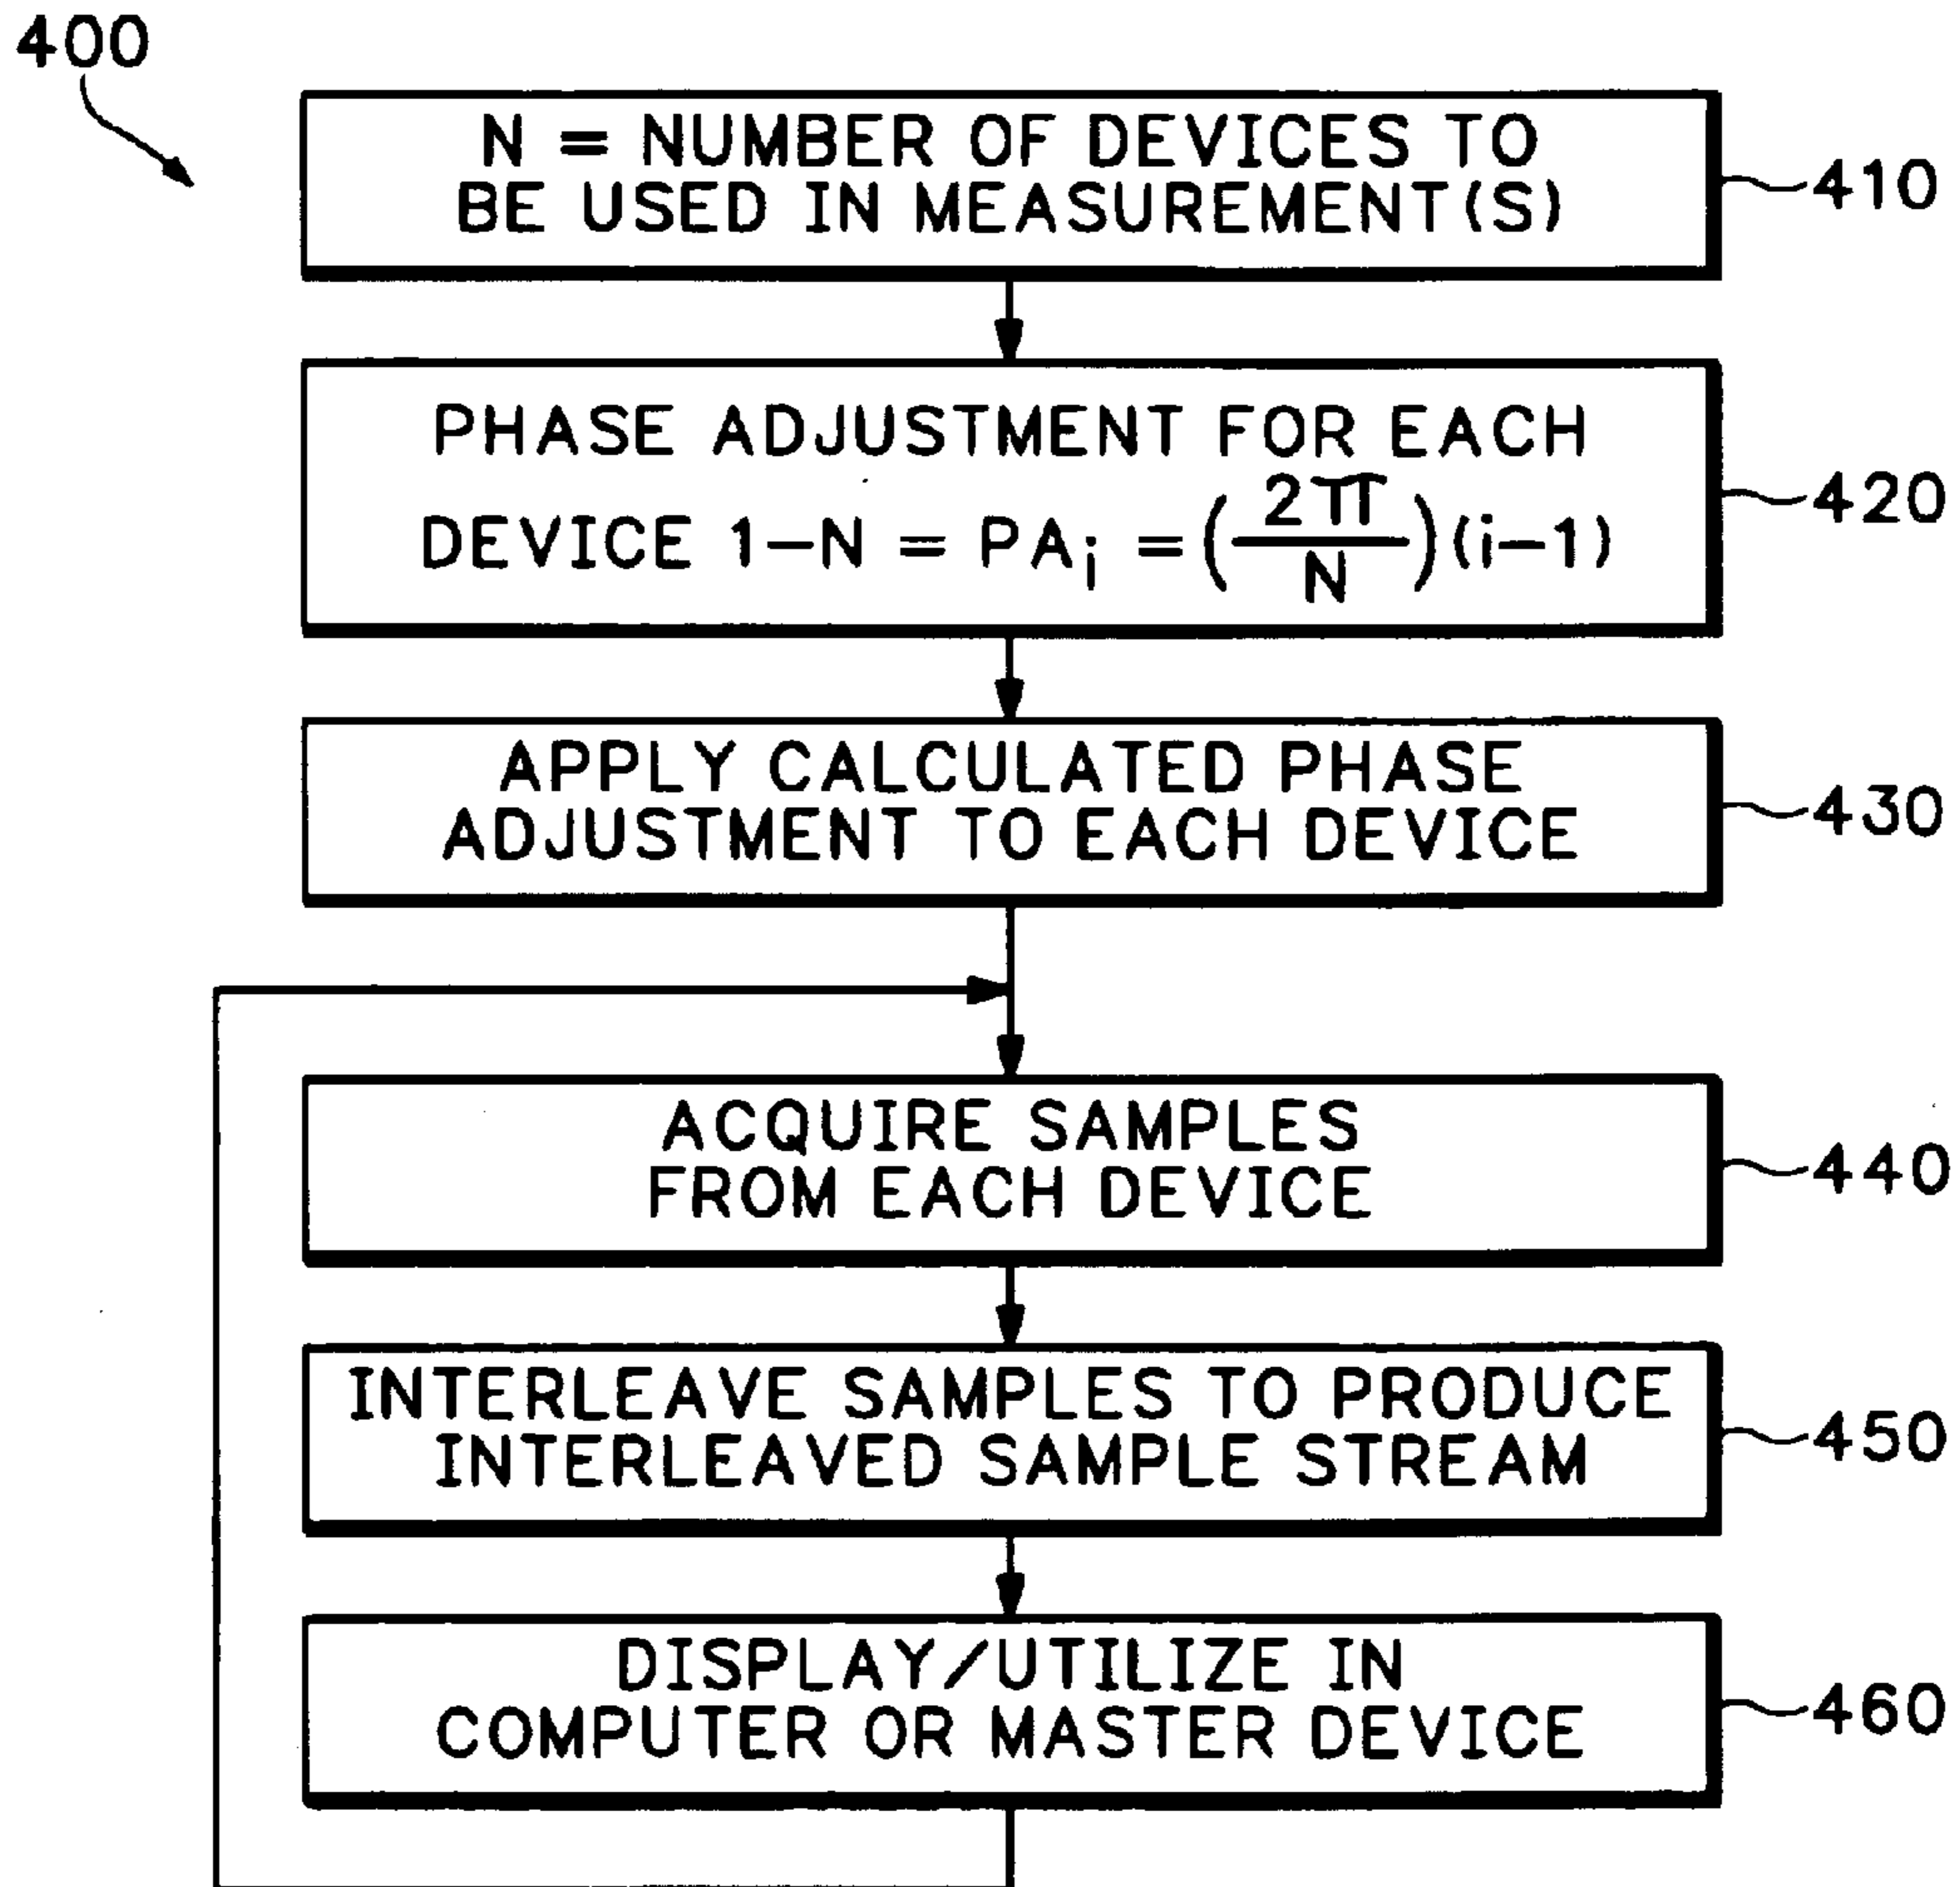 400
N = NUMBER OF DEVICES TO
BE USED IN MEASUREMENT(S)
410
PHASE ADJUSTMENT FOR EACH
DEVICE 1–N = PAi = (2π/N)(i–1)
420
APPLY CALCULATED PHASE
ADJUSTMENT TO EACH DEVICE
430
ACQUIRE SAMPLES
FROM EACH DEVICE
440
INTERLEAVE SAMPLES TO PRODUCE
INTERLEAVED SAMPLE STREAM
450
DISPLAY/UTILIZE IN
COMPUTER OR MASTER DEVICE
460